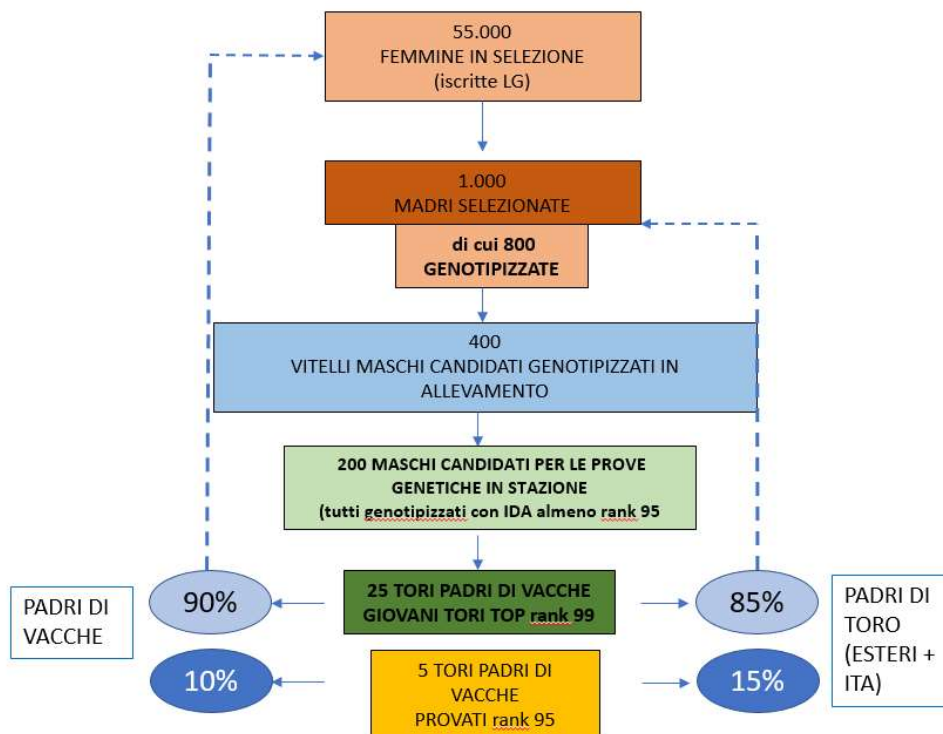 55.000
FEMMINE IN SELEZIONE
(iscritte LG)
1.000
MADRI SELEZIONATE
di cui 800
GENOTIPIZZATE
400
VITELLI MASCHI CANDIDATI GENOTIPIZZATI IN
ALLEVAMENTO
200 MASCHI CANDIDATI PER LE PROVE
GENETICHE IN STAZIONE
(tutti genotipizzati con IDA almeno rank 95
PADRI DI
VACCHE
90%
25 TORI PADRI DI VACCHE
GIOVANI TORI TOP rank 99
85%
PADRI DI
TORO
(ESTERI +
ITA)
10%
5 TORI PADRI DI
VACCHE
PROVATI rank 95
15%